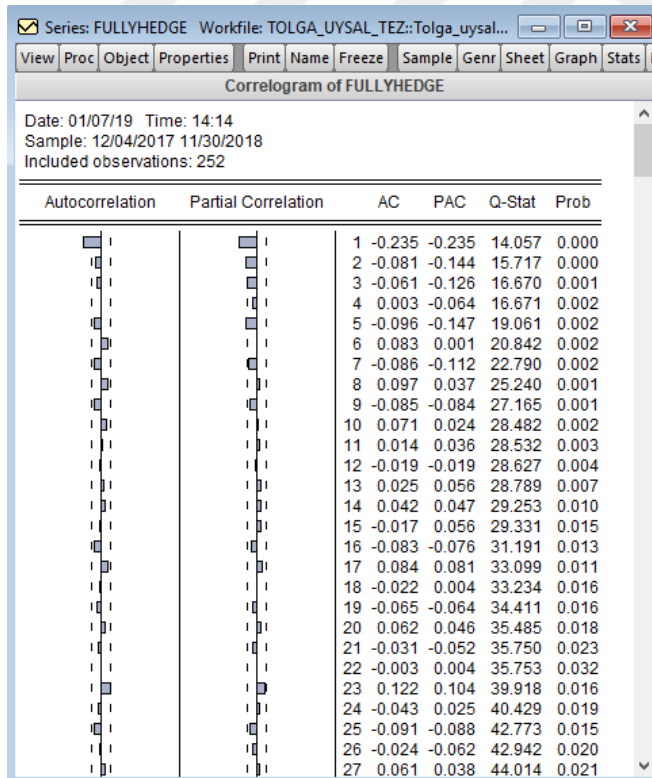 Series: FULLYHEDGE Workfile: TOLGA_UYSAL_TEZ::Tolga_uysal...
View Proc Object Properties Print Name Freeze Sample Genr Sheet Graph Stats
Correlogram of FULLYHEDGE
Date: 01/07/19 Time: 14:14
Sample: 12/04/2017 11/30/2018
Included observations: 252
Autocorrelation Partial Correlation AC PAC Q-Stat Prob
1 -0.235 -0.235 14.057 0.000
2 -0.081 -0.144 15.717 0.000
3 -0.061 -0.126 16.670 0.001
4 0.003 -0.064 16.671 0.002
5 -0.096 -0.147 19.061 0.002
6 0.083 0.001 20.842 0.002
7 -0.086 -0.112 22.790 0.002
8 0.097 0.037 25.240 0.001
9 -0.085 -0.084 27.165 0.001
10 0.071 0.024 28.482 0.002
11 0.014 0.036 28.532 0.003
12 -0.019 -0.019 28.627 0.004
13 0.025 0.056 28.789 0.007
14 0.042 0.047 29.253 0.010
15 -0.017 0.056 29.331 0.015
16 -0.083 -0.076 31.191 0.013
17 0.084 0.081 33.099 0.011
18 -0.022 0.004 33.234 0.016
19 -0.065 -0.064 34.411 0.016
20 0.062 0.046 35.485 0.018
21 -0.031 -0.052 35.750 0.023
22 -0.003 0.004 35.753 0.032
23 0.122 0.104 39.918 0.016
24 -0.043 0.025 40.429 0.019
25 -0.091 -0.088 42.773 0.015
26 -0.024 -0.062 42.942 0.020
27 0.061 0.038 44.014 0.021